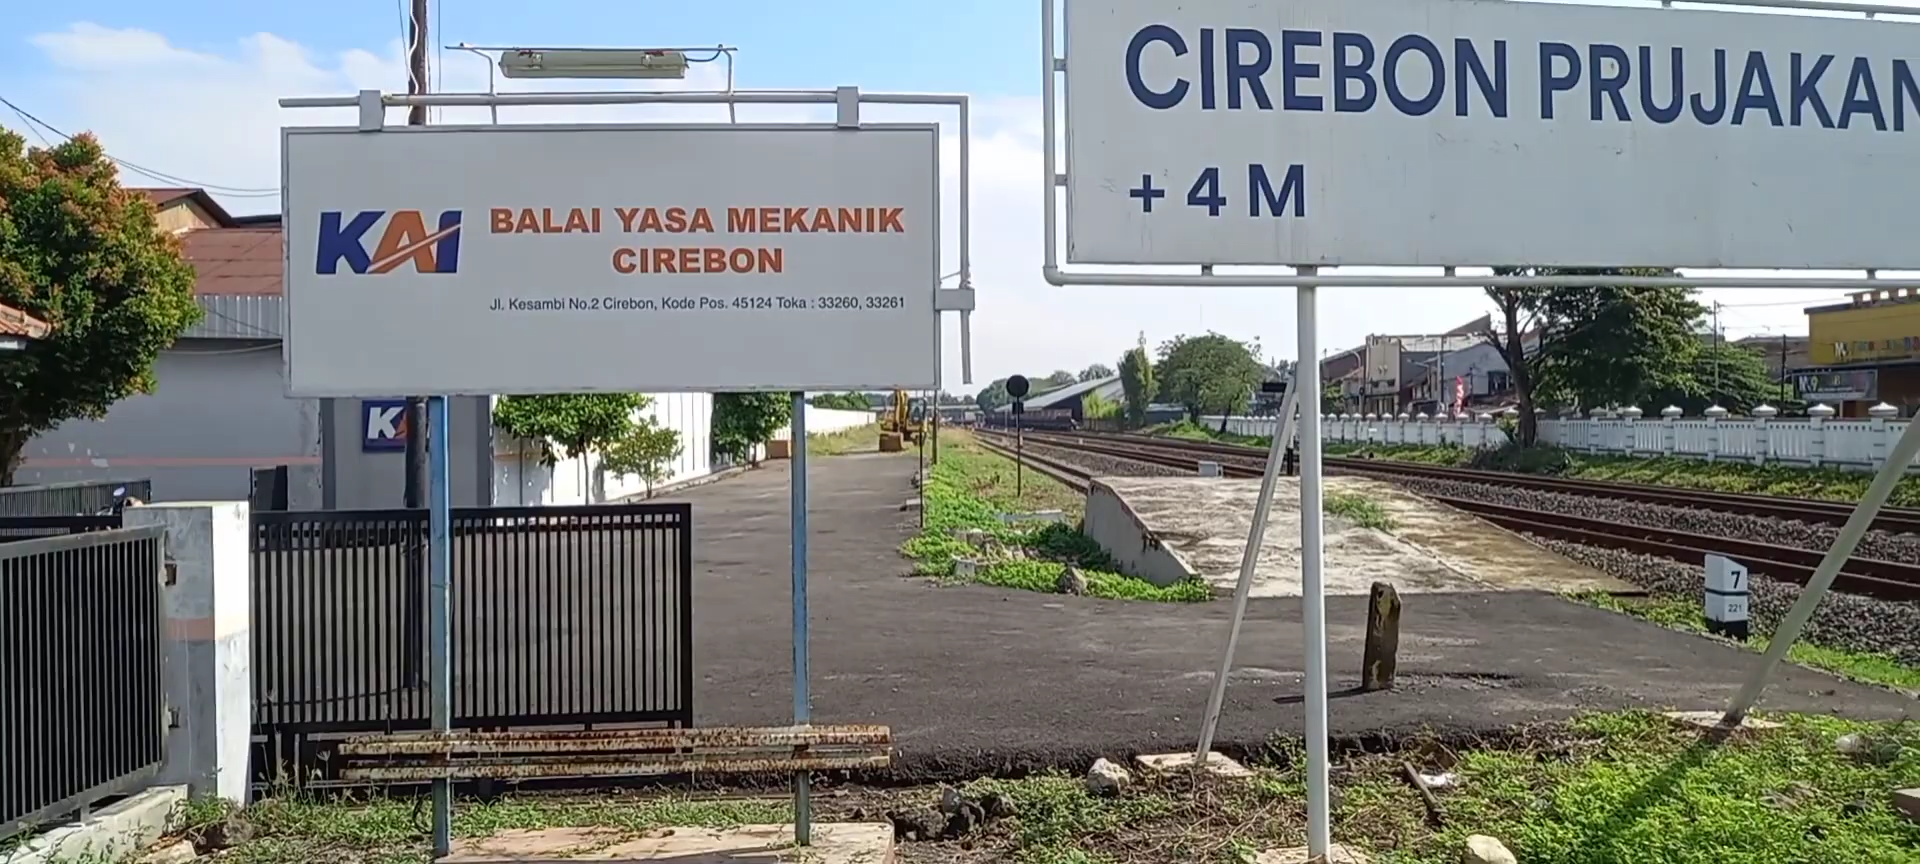 KAI
BALAI YASA MEKANIK
CIREBON
Jl. Kesambi No.2 Cirebon, Kode Pos. 45124 Toka : 33260, 33261
CIREBON PRUJAKAN
+ 4 M
7
221